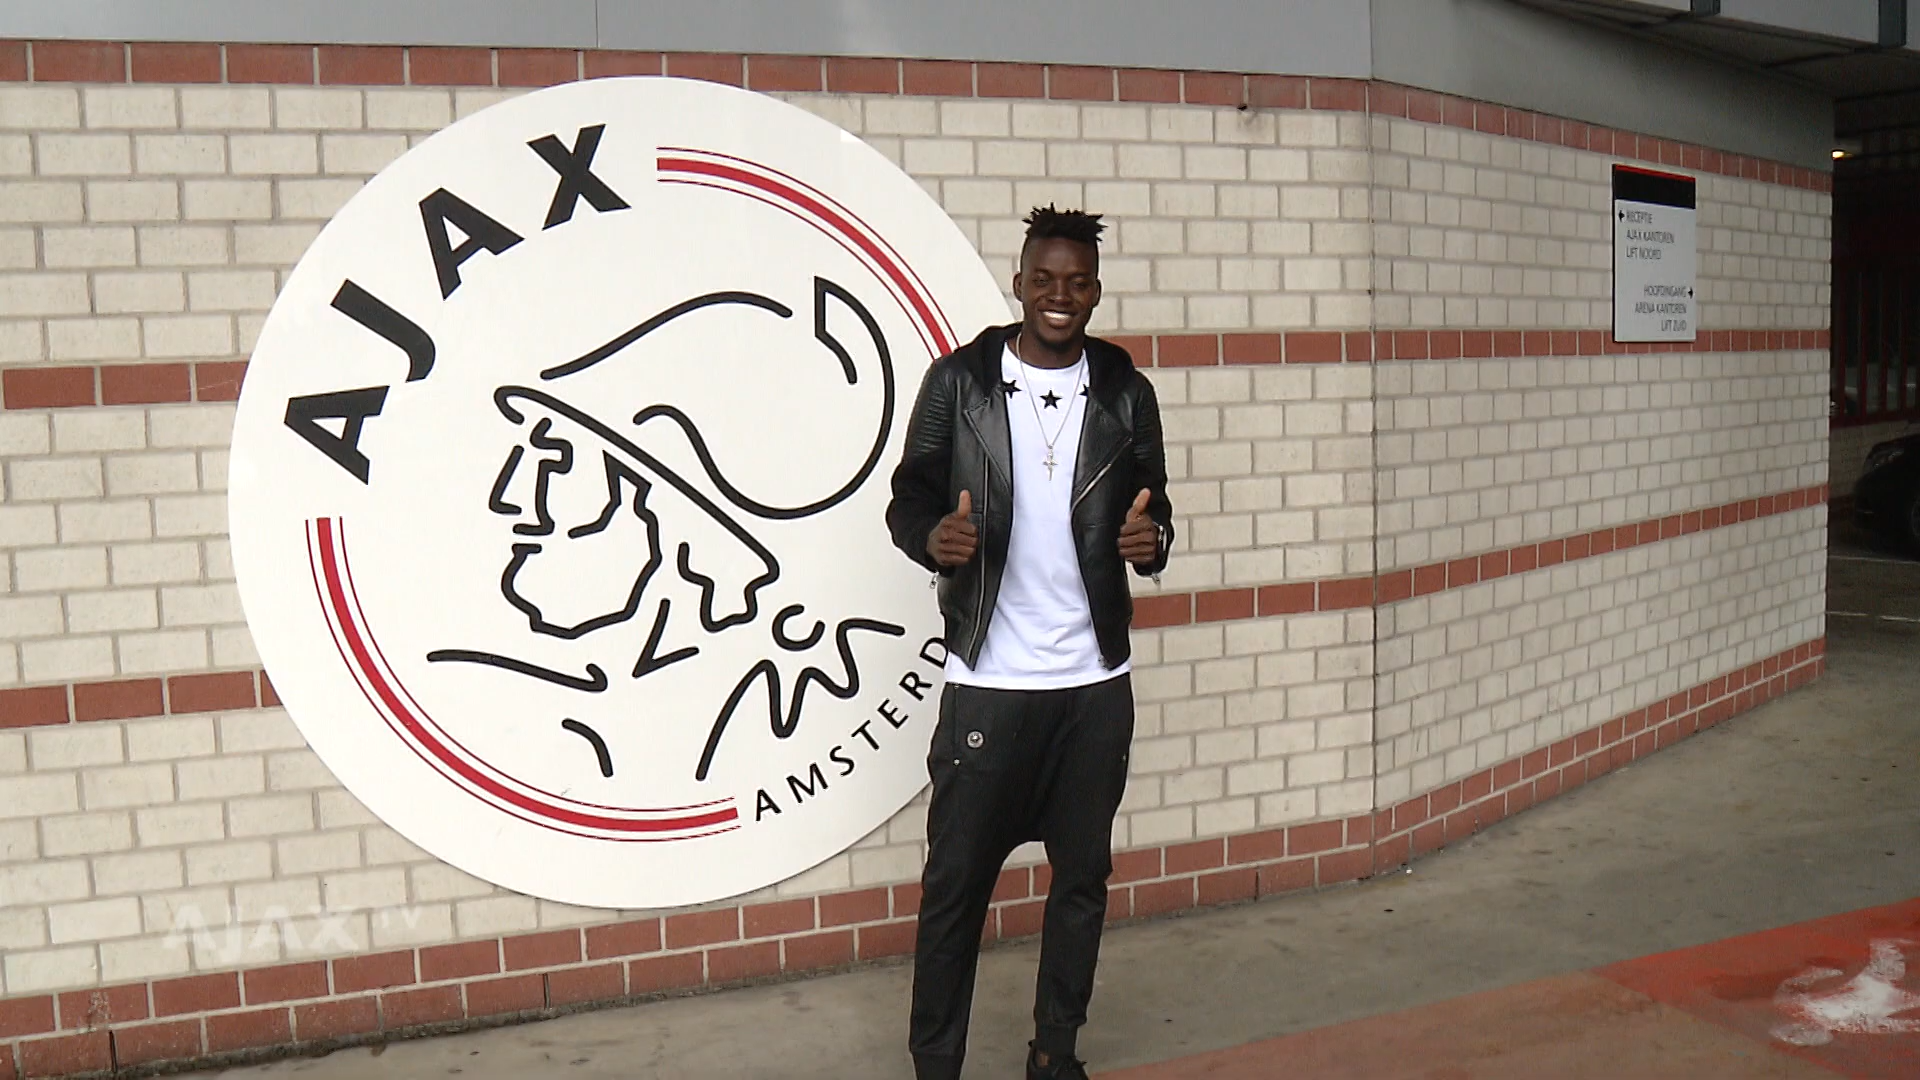 AJAX
AMSTERD
RECEPTIE
AJAX KANTOREN
LIFT NOORD
HOOFDINGANG
ARENA KANTOREN
LIFT ZUID
AJAX TV